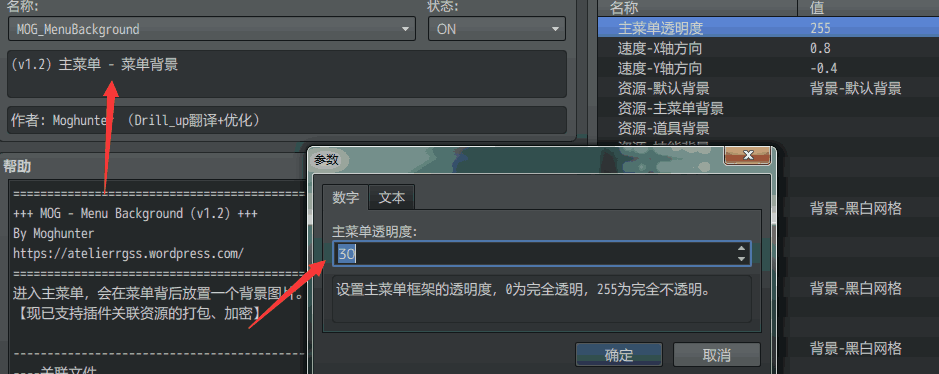 名称:
状态:
MOG_MenuBackground
ON
(v1.2) 主菜单 - 菜单背景
作者: Moghunter (Drill_up翻译+优化)
帮助
+++ MOG - Menu Background (v1.2) +++
By Moghunter
https://atelierrgss.wordpress.com/
进入主菜单，会在菜单背后放置一个背景图片。
【现已支持插件关联资源的打包、加密】
----关联文件
名称
值
主菜单透明度
255
速度-X轴方向
0.8
速度-Y轴方向
-0.4
资源-默认背景
背景-默认背景
资源-主菜单背景
资源-道具背景
背景-黑白网格
背景-黑白网格
背景-黑白网格
参数
数字
文本
主菜单透明度:
30
设置主菜单框架的透明度，0为完全透明，255为完全不透明。
确定
取消